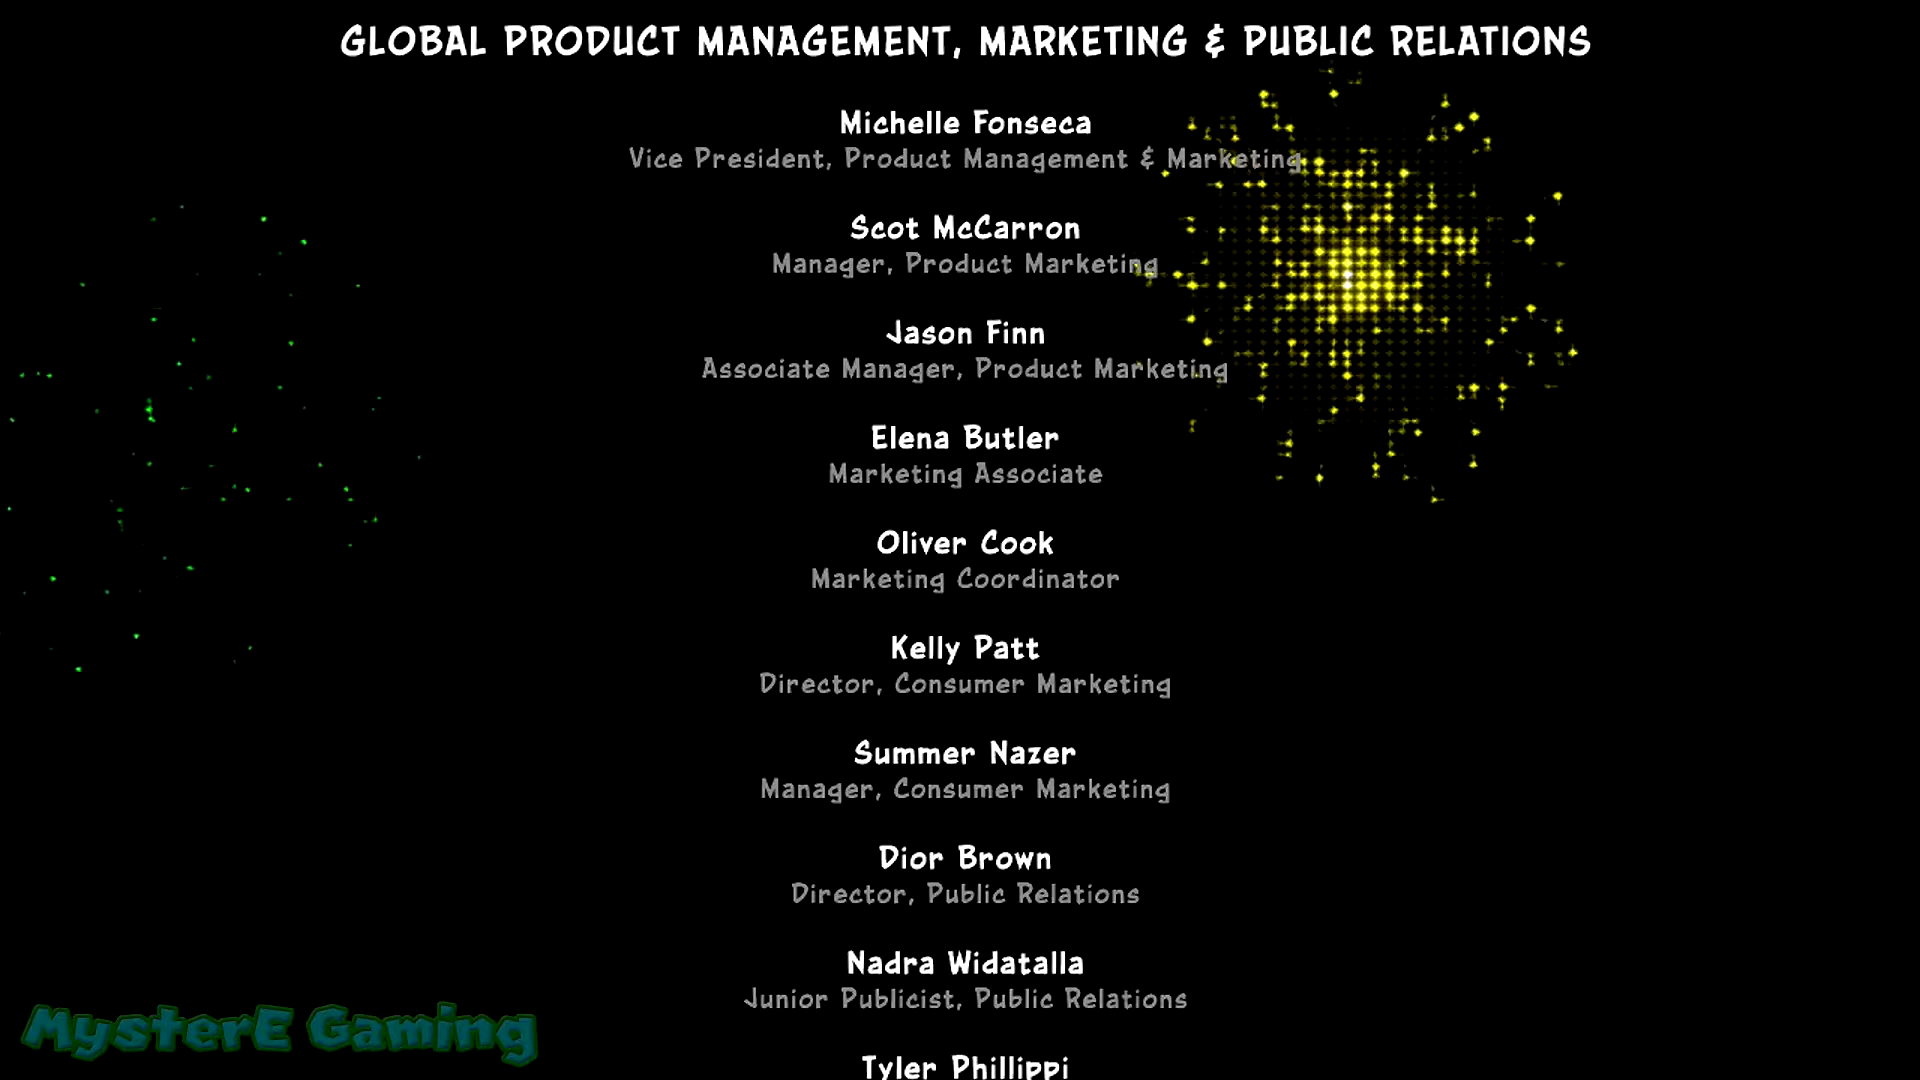 GLOBAL PRODUCT MANAGEMENT, MARKETING & PUBLIC RELATIONS
Michelle Fonseca
Vice President, Product Management & Marketing
Scot McCarron
Manager, Product Marketing
Jason Finn
Associate Manager, Product Marketing
Elena Butler
Marketing Associate
Oliver Cook
Marketing Coordinator
Kelly Patt
Director, Consumer Marketing
Summer Nazer
Manager, Consumer Marketing
Dior Brown
Director, Public Relations
Nadra Widatalla
Junior Publicist, Public Relations
Tyler Phillippi
MysterE Gaming